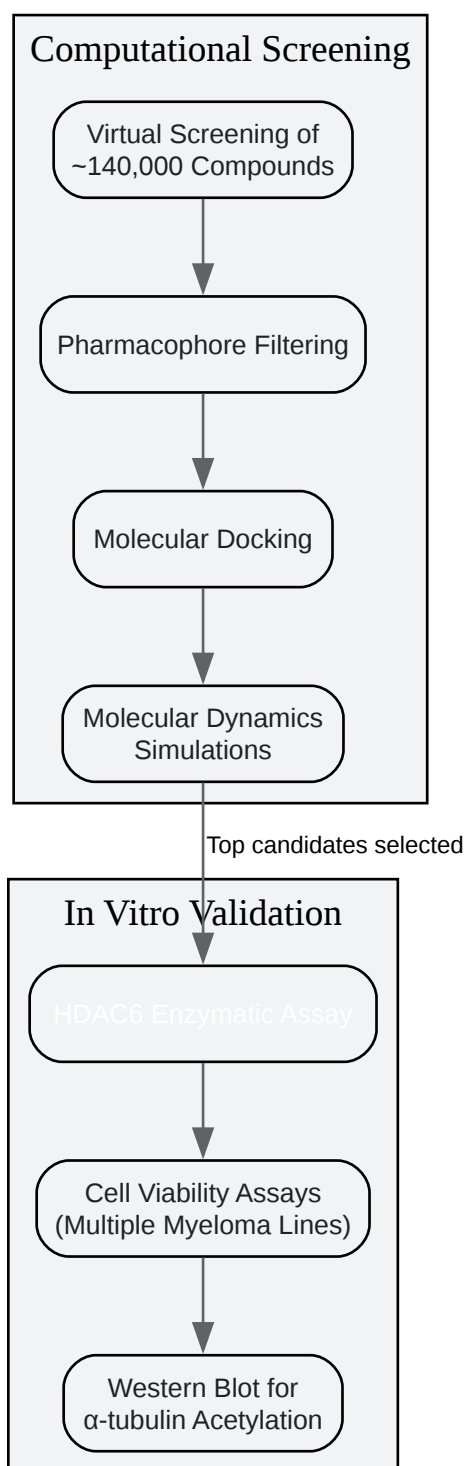 Computational Screening
Virtual Screening of
~140,000 Compounds
Pharmacophore Filtering
Molecular Docking
Molecular Dynamics
Simulations
Top candidates selected
In Vitro Validation
HDAC6 Enzymatic Assay
Cell Viability Assays
(Multiple Myeloma Lines)
Western Blot for
α-tubulin Acetylation